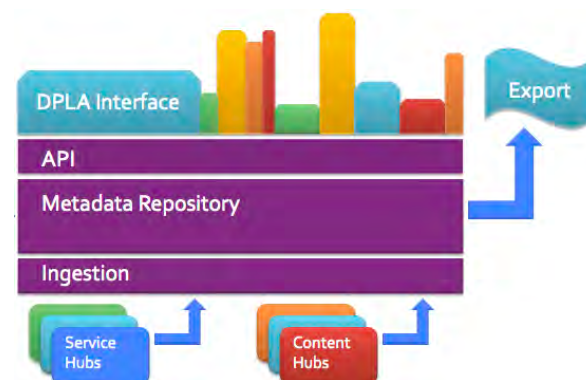 DPLA Interface
Export
API
Metadata Repository
Ingestion
Service
Hubs
Content
Hubs